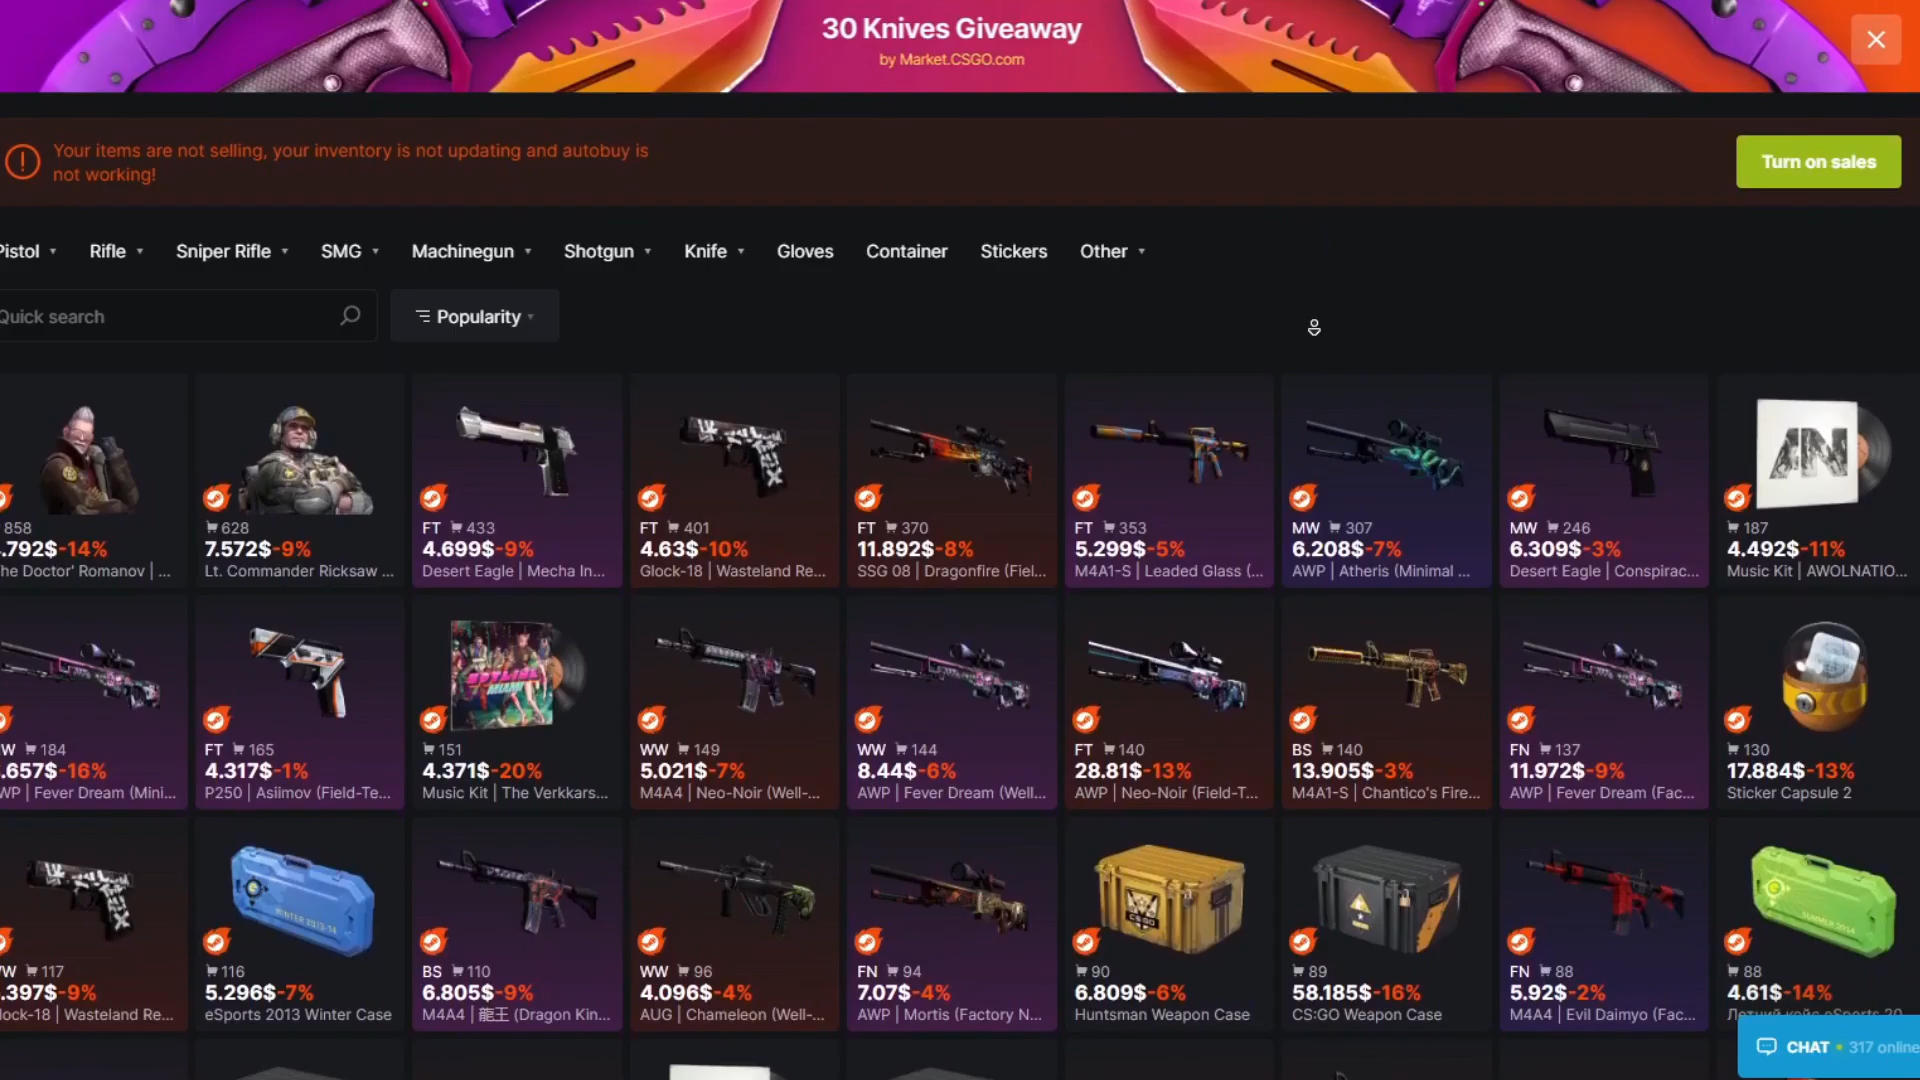 30 Knives Giveaway
by Market.CSGO.com
Your items are not selling, your inventory is not updating and autobuy is
not working!
Turn on sales
Pistol Rifle Sniper Rifle SMG Machinegun Shotgun Knife Gloves Container Stickers Other
Quick search Popularity
858
.792$-14%
he Doctor' Romanov | ...
628
7.572$-9%
Lt. Commander Ricksaw ...
FT 433
4.699$-9%
Desert Eagle | Mecha In...
FT 401
4.63$-10%
Glock-18 | Wasteland Re...
FT 370
11.892$-8%
SSG 08 | Dragonfire (Fiel...
FT 353
5.299$-5%
M4A1-S | Leaded Glass (...
MW 307
6.208$-7%
AWP | Atheris (Minimal ...
MW 246
6.309$-3%
Desert Eagle | Conspirac...
AN
187
4.492$-11%
Music Kit | AWOLNATIO...
W 184
.657$-16%
WP | Fever Dream (Mini...
FT 165
4.317$-1%
P250 | Asiimov (Field-Te...
HOTLINE
MIAMI
151
4.371$-20%
Music Kit | The Verkkars...
WW 149
5.021$-7%
M4A4 | Neo-Noir (Well-...
WW 144
8.44$-6%
AWP | Fever Dream (Well...
FT 140
28.81$-13%
AWP | Neo-Noir (Field-T...
BS 140
13.905$-3%
M4A1-S | Chantico's Fire...
FN 137
11.972$-9%
AWP | Fever Dream (Fac...
130
17.884$-13%
Sticker Capsule 2
W 117
.397$-9%
lock-18 | Wasteland Re...
WINTER 2013-14
116
5.296$-7%
eSports 2013 Winter Case
BS 110
6.805$-9%
M4A4 | 龍王 (Dragon Kin...
WW 96
4.096$-4%
AUG | Chameleon (Well-...
FN 94
7.07$-4%
AWP | Mortis (Factory N...
CS:GO
90
6.809$-6%
Huntsman Weapon Case
89
58.185$-16%
CS:GO Weapon Case
FN 88
5.92$-2%
M4A4 | Evil Daimyo (Fac...
SUMMER 2014
88
4.61$-14%
Летний кейс eSports 20
CHAT • 317 online